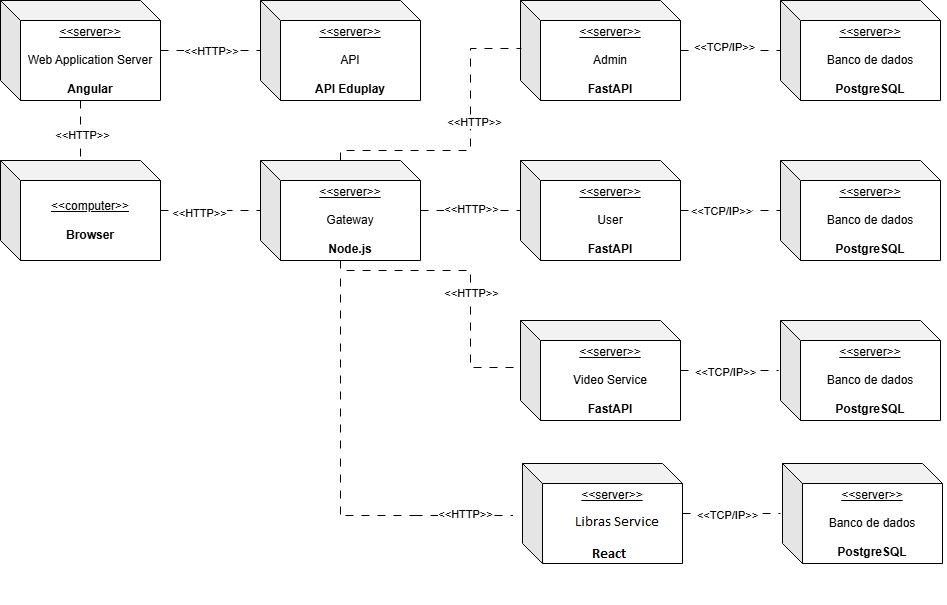 <<server>>
Web Application Server
Angular
<<HTTP>>
<<server>>
API
API Eduplay
<<server>>
Admin
FastAPI
<<TCP/IP>>
<<server>>
Banco de dados
PostgreSQL
<<HTTP>>
<<HTTP>>
<<computer>>
Browser
<<HTTP>>
<<server>>
Gateway
Node.js
<<HTTP>>
<<server>>
User
FastAPI
<<TCP/IP>>
<<server>>
Banco de dados
PostgreSQL
<<HTTP>>
<<server>>
Video Service
FastAPI
<<TCP/IP>>
<<server>>
Banco de dados
PostgreSQL
<<HTTP>>
<<server>>
Libras Service
React
<<TCP/IP>>
<<server>>
Banco de dados
PostgreSQL